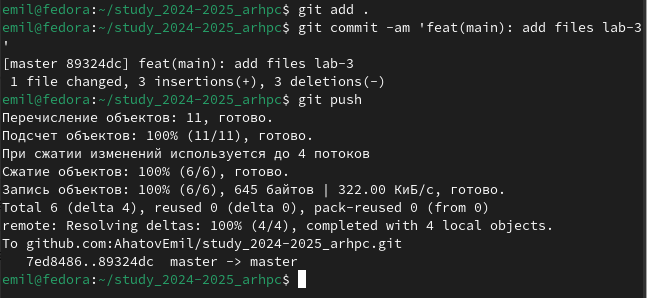 emil@fedora:~/study_2024-2025_arhpc$ git add .
emil@fedora:~/study_2024-2025_arhpc$ git commit -am 'feat(main): add files lab-3
'
[master 89324dc] feat(main): add files lab-3
 1 file changed, 3 insertions(+), 3 deletions(-)
emil@fedora:~/study_2024-2025_arhpc$ git push
Перечисление объектов: 11, готово.
Подсчет объектов: 100% (11/11), готово.
При сжатии изменений используется до 4 потоков
Сжатие объектов: 100% (6/6), готово.
Запись объектов: 100% (6/6), 645 байтов | 322.00 КиБ/с, готово.
Total 6 (delta 4), reused 0 (delta 0), pack-reused 0 (from 0)
remote: Resolving deltas: 100% (4/4), completed with 4 local objects.
To github.com:AhatovEmil/study_2024-2025_arhpc.git
   7ed8486..89324dc  master -> master
emil@fedora:~/study_2024-2025_arhpc$